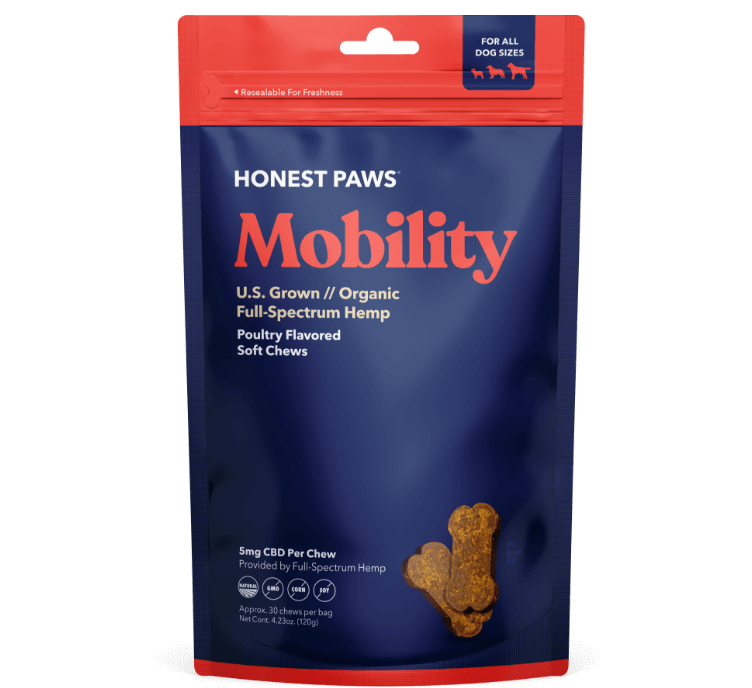 FOR ALL
DOG SIZES
Resealable For Freshness
HONEST PAWS
Mobility
U.S. Grown // Organic
Full-Spectrum Hemp
Poultry Flavored
Soft Chews
5mg CBD Per Chew
Provided by Full-Spectrum Hemp
NATURAL GMO CORN SOY
Approx. 30 chews per bag
Net Cont. 4.23oz. (120g)